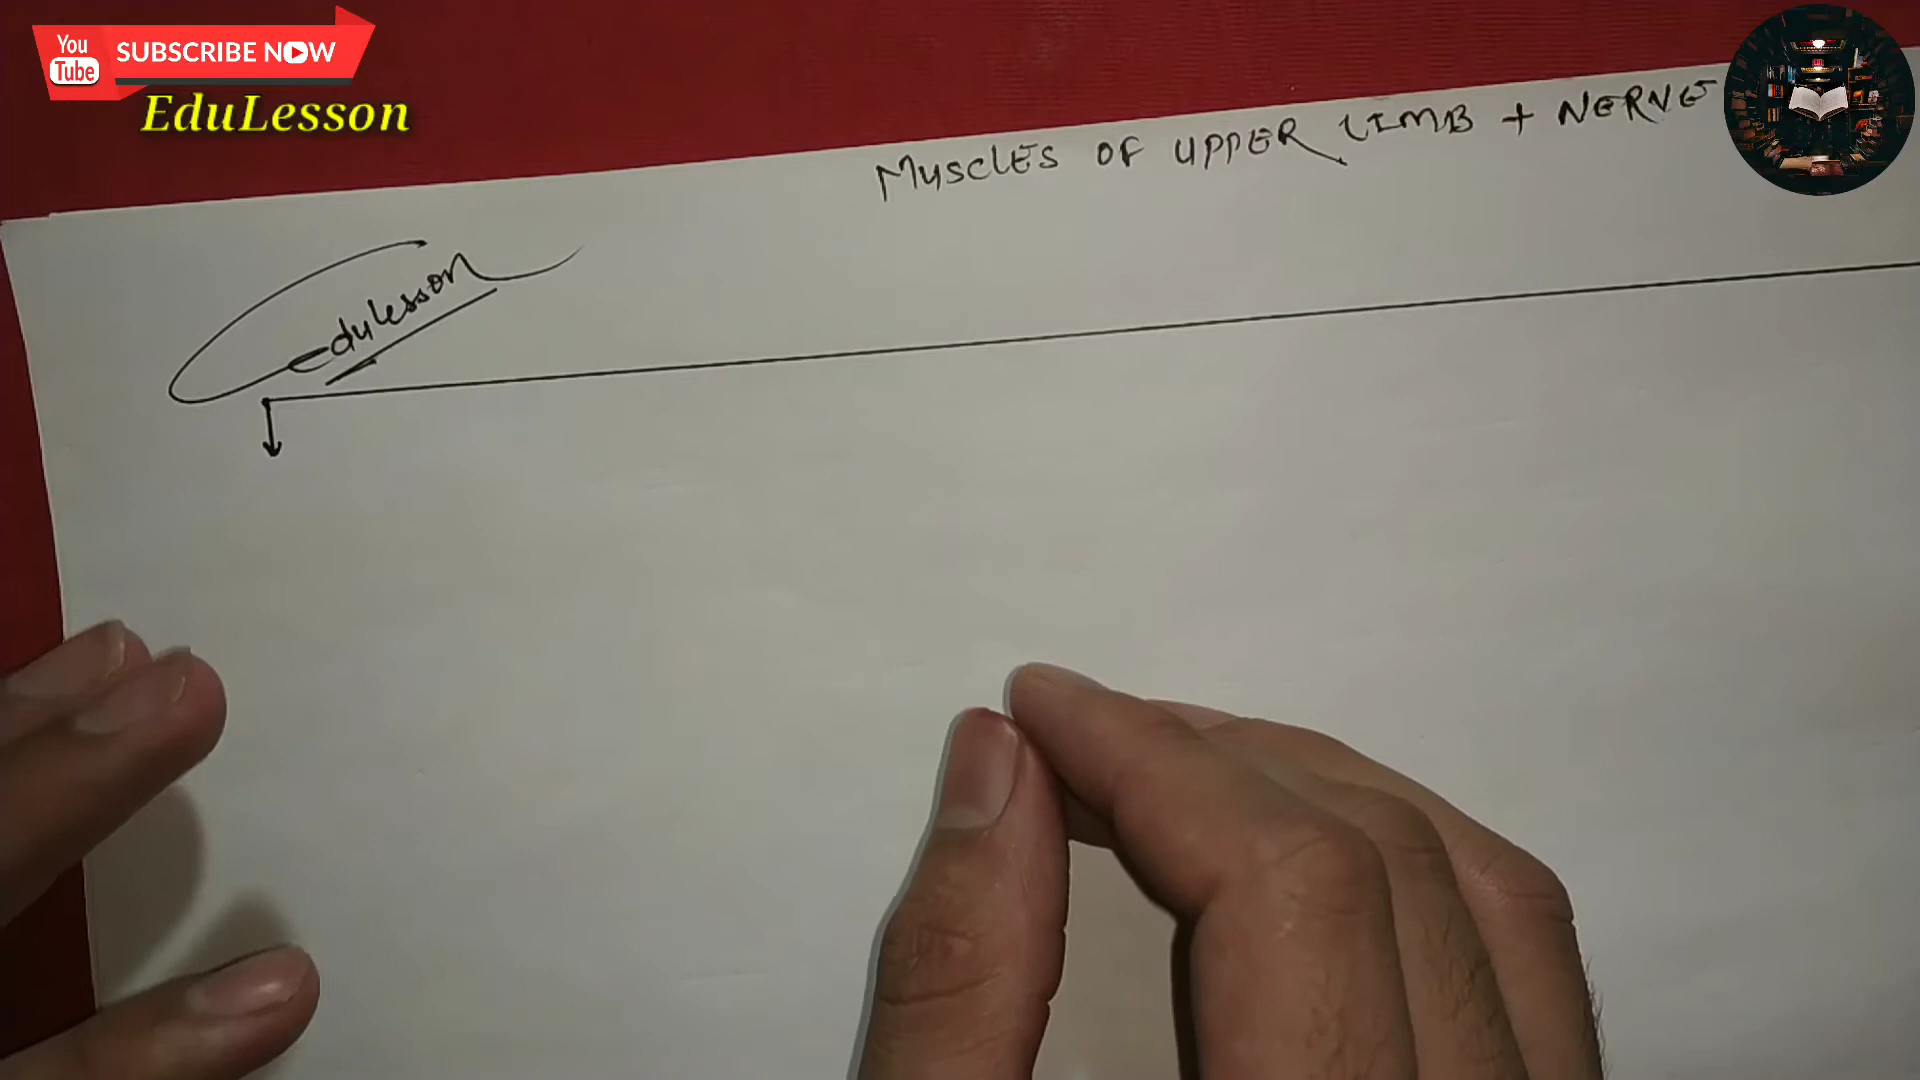 You
Tube
SUBSCRIBE NOW
EduLesson
MUSCLES OF UPPER LIMB + NERVE
Edulesson